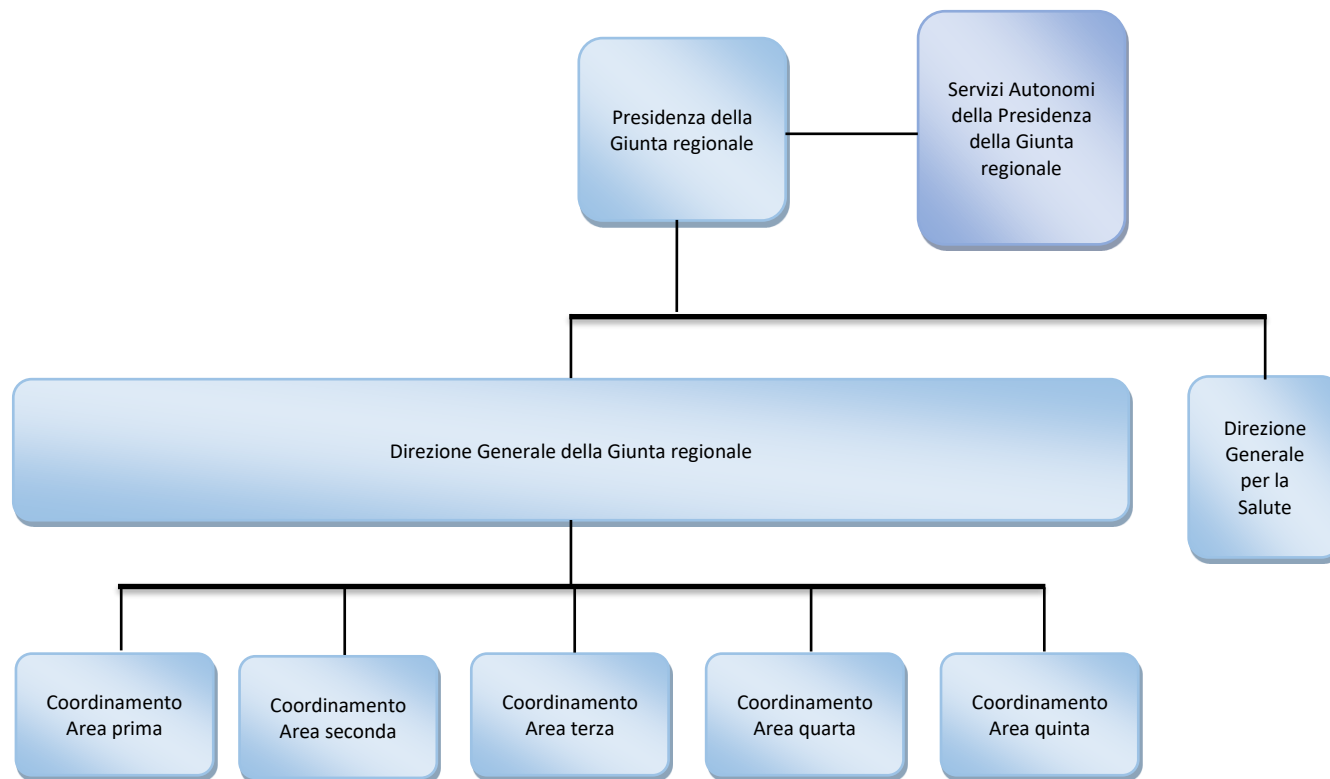 Presidenza della
Giunta regionale
Servizi Autonomi
della Presidenza
della Giunta
regionale
Direzione Generale della Giunta regionale
Direzione
Generale
per la
Salute
Coordinamento
Area prima
Coordinamento
Area seconda
Coordinamento
Area terza
Coordinamento
Area quarta
Coordinamento
Area quinta